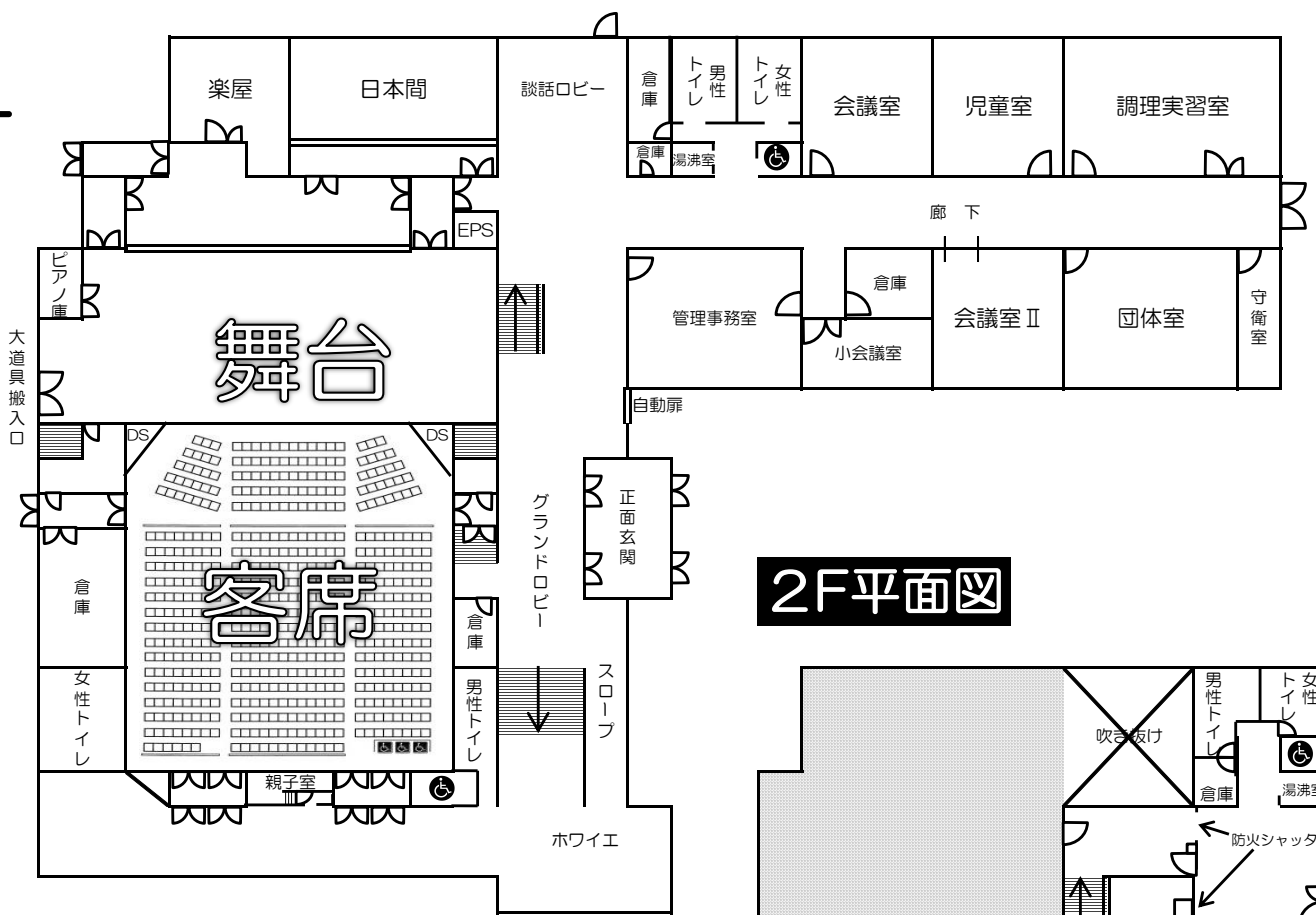 楽屋
日本間
談話ロビー
倉庫
男性トイレ
女性トイレ
会議室
児童室
調理実習室
倉庫
湯沸室
廊下
EPS
ピアノ庫
大道具搬入口
舞台
管理事務室
倉庫
小会議室
会議室Ⅱ
団体室
守衛室
自動扉
DS
DS
正面玄関
グランドロビー
客席
倉庫
倉庫
2F平面図
女性トイレ
男性トイレ
スロープ
親子室
ホワイエ
吹き抜け
男性トイレ
女性トイレ
倉庫
湯沸室
防火シャッタ